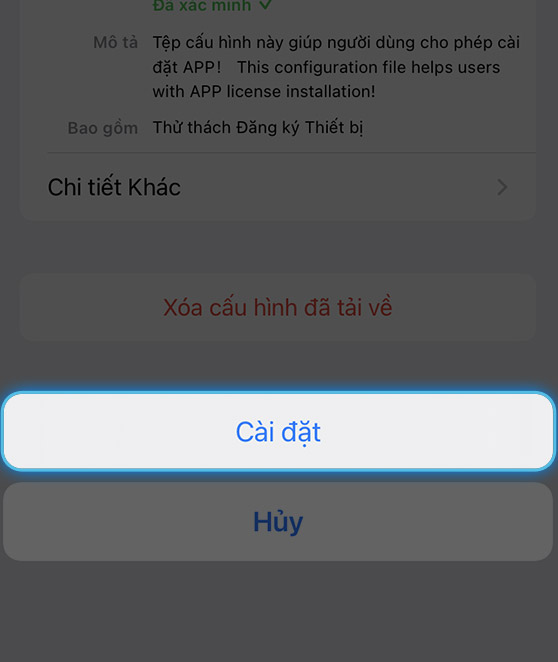 Đã xác minh
Mô tả Tệp cấu hình này giúp người dùng cho phép cài
đặt APP! This configuration file helps users
with APP license installation!
Bao gồm Thử thách Đăng ký Thiết bị
Chi tiết Khác
Xóa cấu hình đã tải về
Cài đặt
Hủy